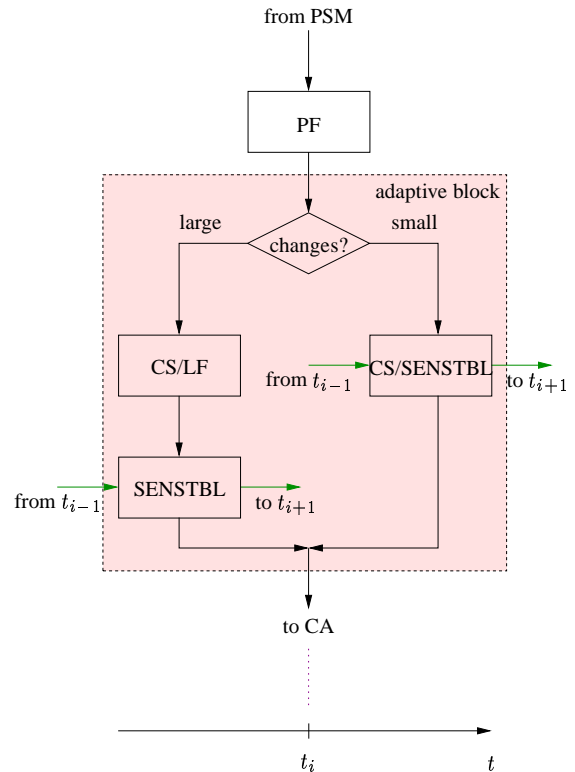 from PSM
PF
adaptive block
large
small
changes?
CS/LF
CS/SENSTBL
from t_{i-1}
to t_{i+1}
SENSTBL
from t_{i-1}
to t_{i+1}
to CA
t_i
t